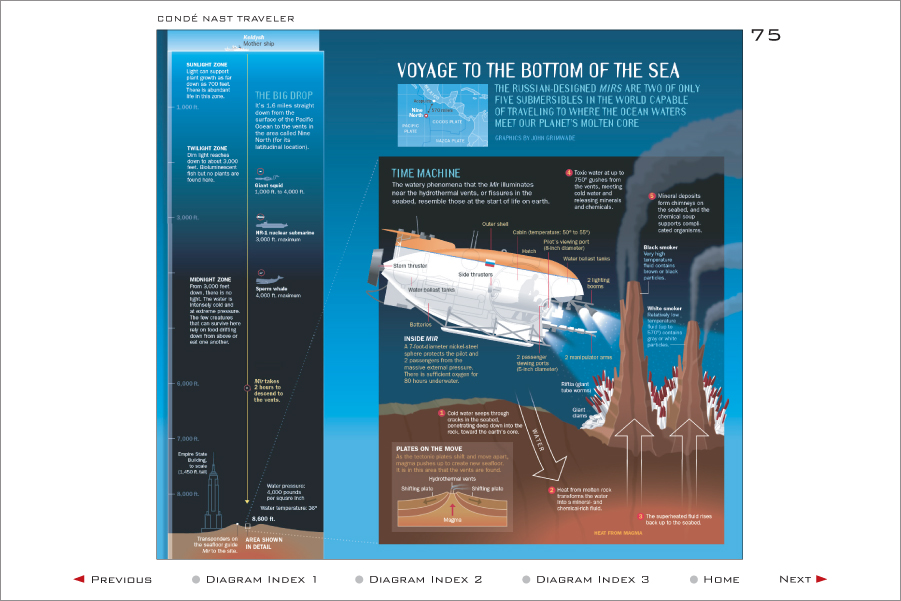 CONDÉ NAST TRAVELER
75
Keldysh
Mother ship
SUNLIGHT ZONE
Light can support
plant growth as far
down as 700 feet.
There is abundant
life in this zone.
1,000 ft.
THE BIG DROP
It's 1.6 miles straight
down from the
surface of the Pacific
Ocean to the vents in
the area called Nine
North (for its
latitudinal location).
TWILIGHT ZONE
Dim light reaches
down to about 3,000
feet. Bioluminescent
fish but no plants are
found here.
Giant squid
1,000 ft. to 4,000 ft.
3,000 ft.
NR-1 nuclear submarine
3,000 ft. maximum
MIDNIGHT ZONE
From 3,000 feet
down, there is no
light. The water is
intensely cold and
at extreme pressure.
The few creatures
that can survive here
rely on food drifting
down from above or
eat one another.
Sperm whale
4,000 ft. maximum
6,000 ft.
Mir takes
2 hours to
descend to
the vents.
7,000 ft.
Empire State
Building,
to scale
(1,450 ft. tall)
8,000 ft.
Water pressure:
4,000 pounds
per square inch
Water temperature: 36°
8,600 ft.
Transponders on
the seafloor guide
Mir to the site.
AREA SHOWN
IN DETAIL
VOYAGE TO THE BOTTOM OF THE SEA
THE RUSSIAN-DESIGNED MIRS ARE TWO OF ONLY
FIVE SUBMERSIBLES IN THE WORLD CAPABLE
OF TRAVELING TO WHERE THE OCEAN WATERS
MEET OUR PLANET'S MOLTEN CORE
GRAPHICS BY JOHN GRIMWADE
Acapulco
Nine
North
PACIFIC
PLATE
COCOS PLATE
NAZCA PLATE
TIME MACHINE
The watery phenomena that the Mir illuminates
near the hydrothermal vents, or fissures in the
seabed, resemble those at the start of life on earth.
4 Toxic water at up to
750° gushes from
the vents, meeting
cold water and
releasing minerals
and chemicals.
5 Mineral deposits
form chimneys on
the seabed, and the
chemical soup
supports compli-
cated organisms.
Outer shell
Cabin (temperature: 50° to 55°)
Hatch
Pilot's viewing port
(8-inch diameter)
Water ballast tanks
Stern thruster
Side thrusters
2 lighting
booms
Water ballast tanks
Batteries
Black smoker
Very high
temperature
fluid contains
brown or black
particles.
White smoker
Relatively low
temperature
fluid (up to
570°) contains
gray or white
particles.
INSIDE MIR
A 7-foot-diameter nickel-steel
sphere protects the pilot and
2 passengers from the
massive external pressure.
There is sufficient oxygen for
80 hours underwater.
2 passenger
viewing ports
(5-inch diameter)
2 manipulator arms
Riftia (giant
tube worms)
Giant
clams
1 Cold water seeps through
cracks in the seabed,
penetrating deep down into the
rock, toward the earth's core.
WATER
PLATES ON THE MOVE
As the tectonic plates shift and move apart,
magma pushes up to create new seafloor.
It is in this area that the vents are found.
Hydrothermal vents
Shifting plate
Shifting plate
Magma
2 Heat from molten rock
transforms the water
into a mineral- and
chemical-rich fluid.
3 The superheated fluid rises
back up to the seabed.
HEAT FROM MAGMA
Previous
Diagram Index 1
Diagram Index 2
Diagram Index 3
Home
Next